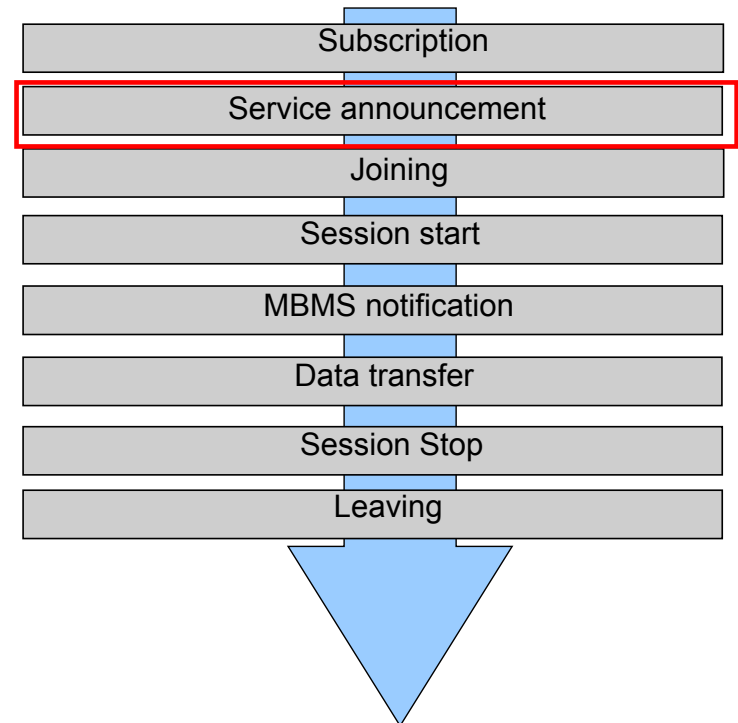 Subscription
Service announcement
Joining
Session start
MBMS notification
Data transfer
Session Stop
Leaving